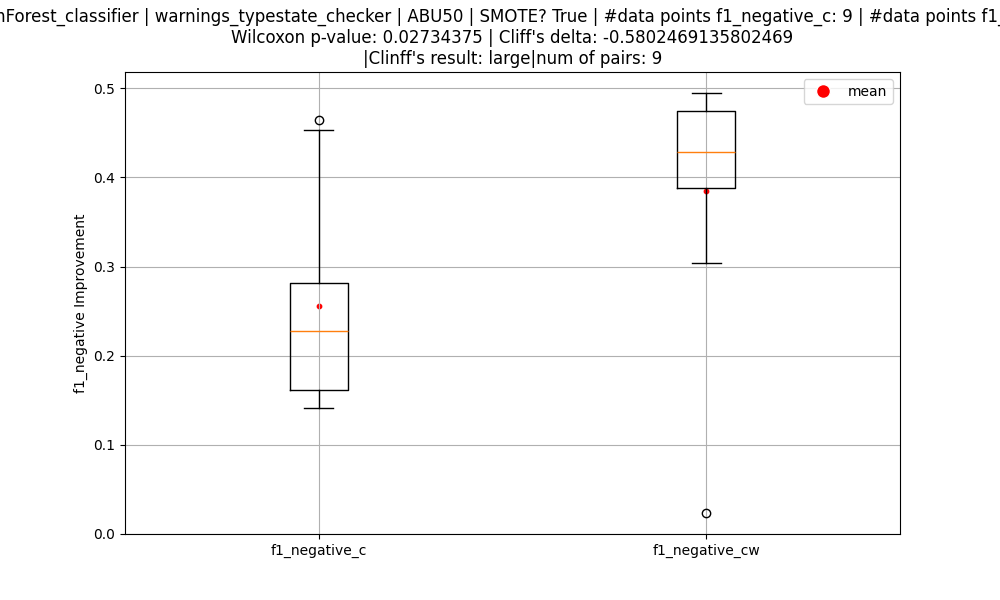 nForest_classifier | warnings_typestate_checker | ABU50 | SMOTE? True | #data points f1_negative_c: 9 | #data points f1_
Wilcoxon p-value: 0.02734375 | Cliff's delta: -0.5802469135802469
|Clinff's result: large|num of pairs: 9
mean
0.5
0.4
0.3
0.2
0.1
0.0
f1_negative Improvement
f1_negative_c
f1_negative_cw